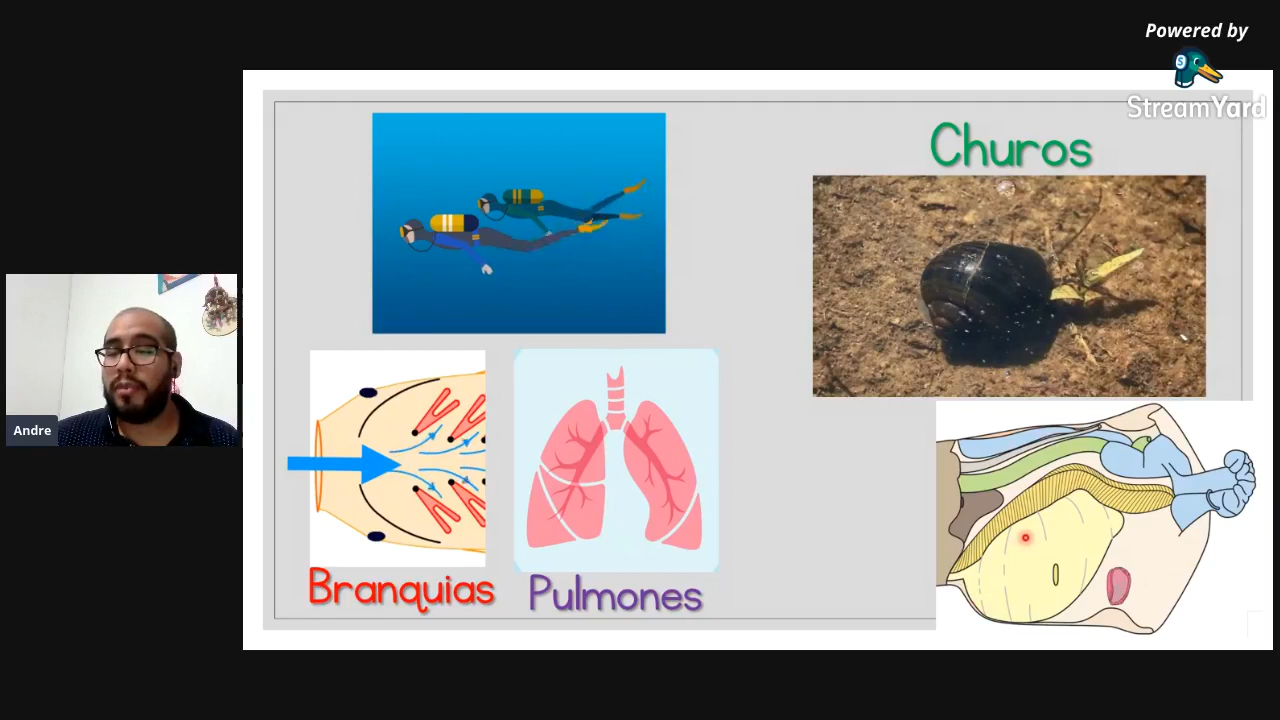 Powered by
S
StreamYard
Churos
Andre
Branquias
Pulmones